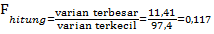 F hitung = varian terbesar / varian terkecil = 11,41 / 97,4 = 0,117